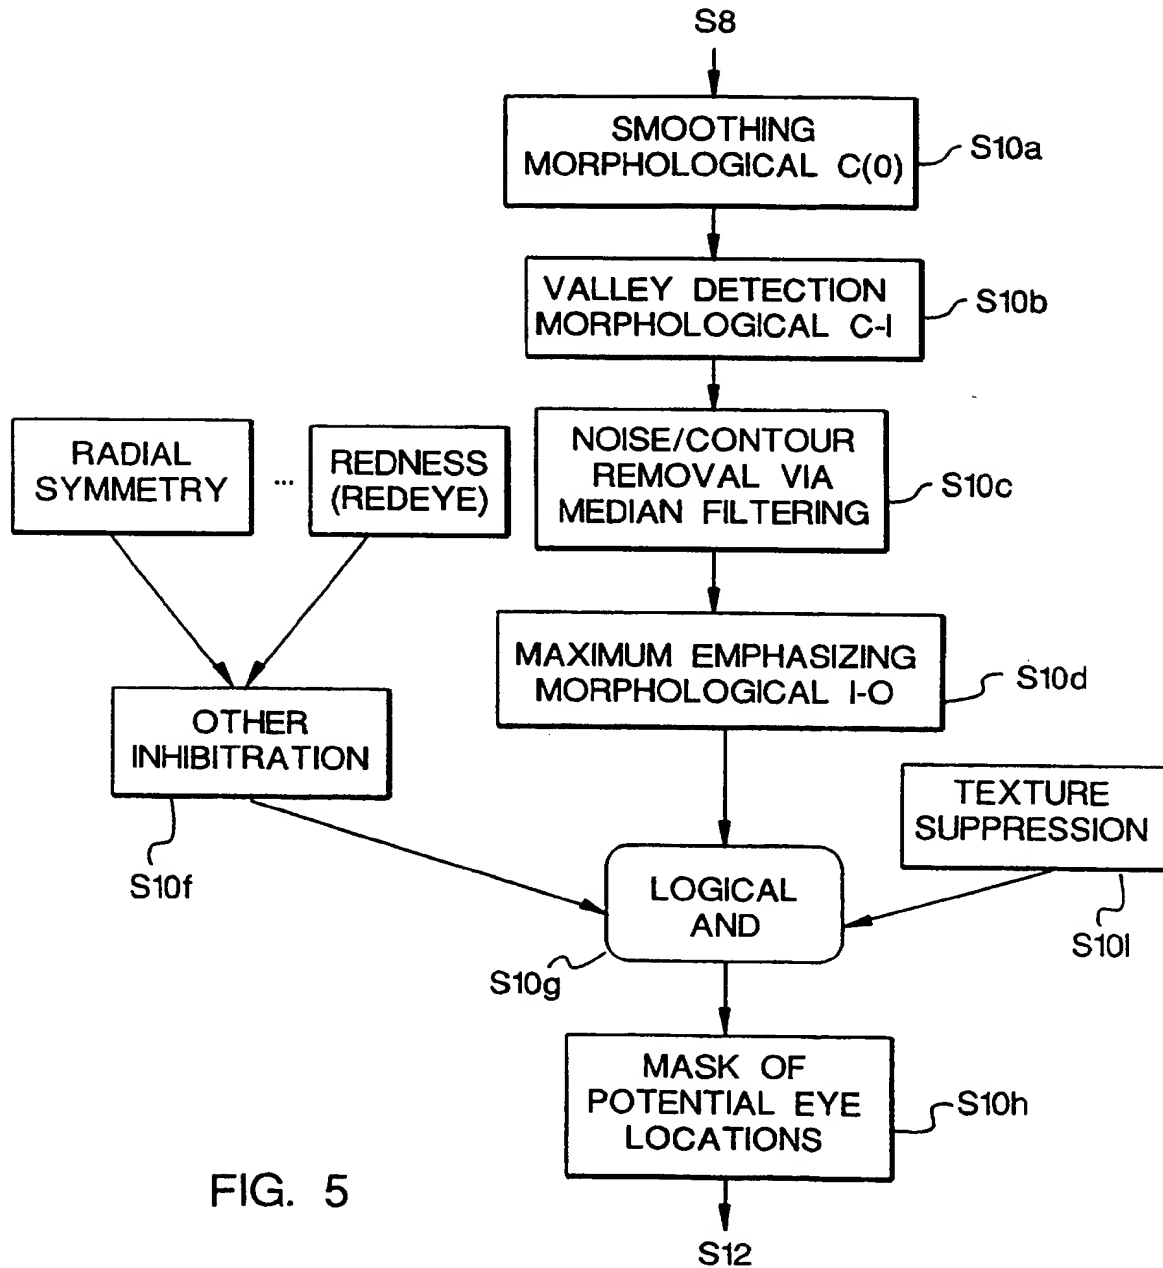 S8
SMOOTHING
MORPHOLOGICAL C(0)
S10a
VALLEY DETECTION
MORPHOLOGICAL C-I
S10b
NOISE/CONTOUR
REMOVAL VIA
MEDIAN FILTERING
S10c
RADIAL
SYMMETRY
...
REDNESS
(REDEYE)
MAXIMUM EMPHASIZING
MORPHOLOGICAL I-O
S10d
OTHER
INHIBITRATION
S10f
TEXTURE
SUPPRESSION
S10l
LOGICAL
AND
S10g
MASK OF
POTENTIAL EYE
LOCATIONS
S10h
FIG. 5
S12